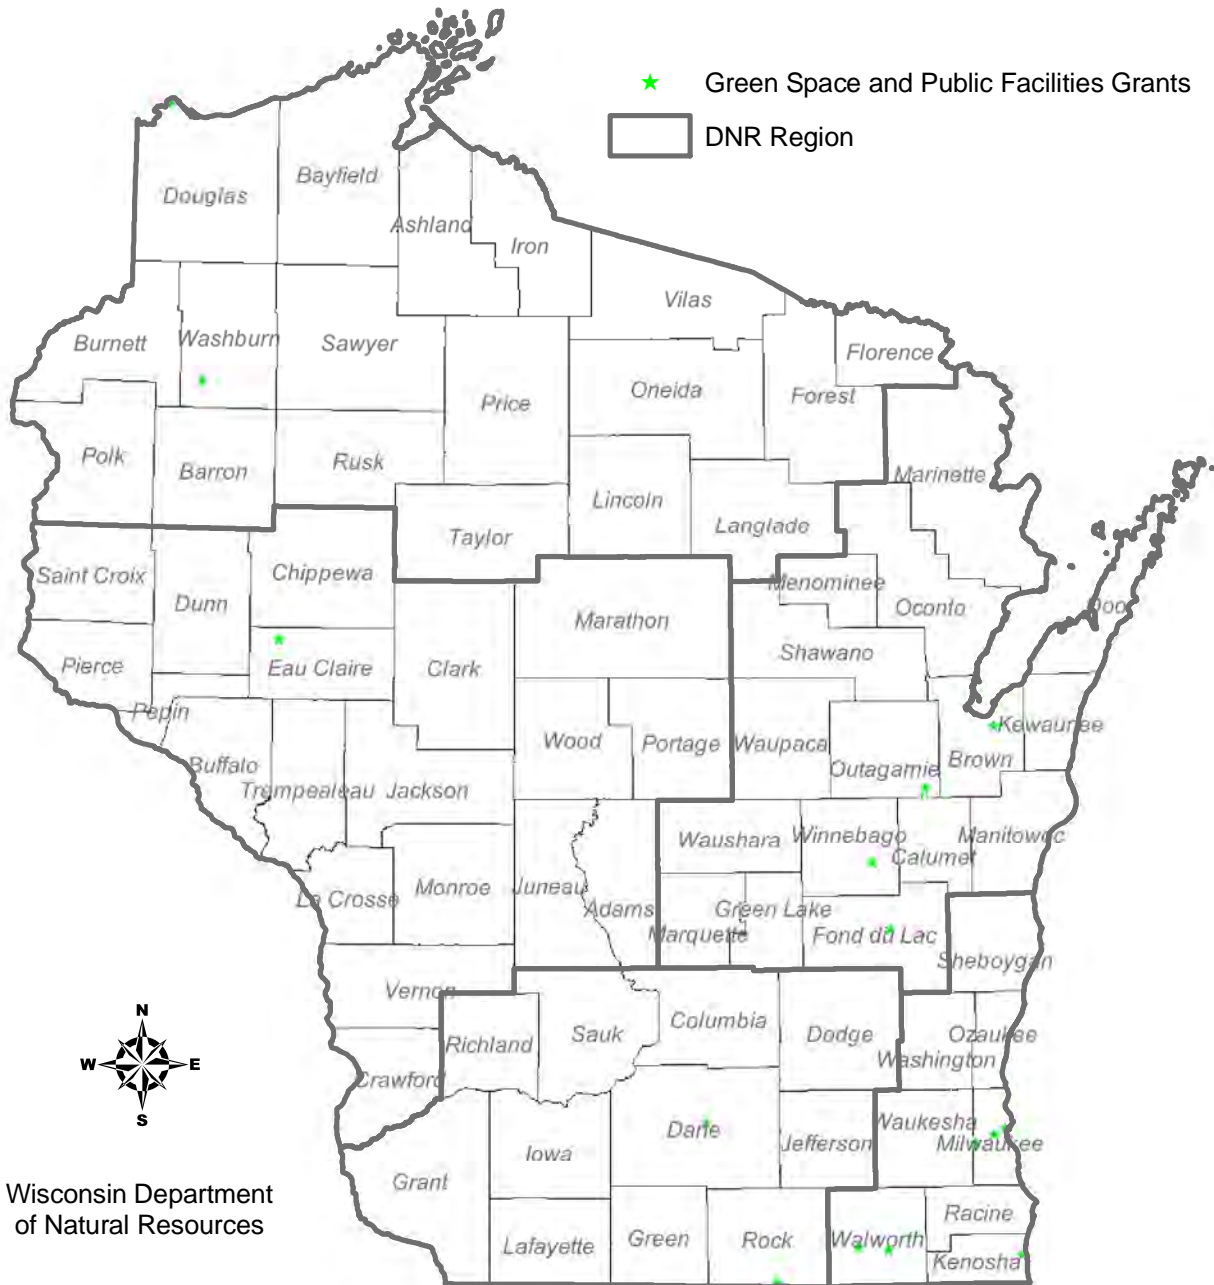 Green Space and Public Facilities Grants
DNR Region
Douglas
Bayfield
Ashland
Iron
Vilas
Burnett
Washburn
Sawyer
Florence
Price
Oneida
Forest
Polk
Barron
Rusk
Marinette
Lincoln
Langlade
Taylor
Saint Croix
Chippewa
Menominee
Dunn
Oconto
Doo
Marathon
Shawano
Pierce
Eau Claire
Clark
Pepin
Wood
Portage
Waupaca
Kewaunee
Buffalo
Outagamie
Brown
Trempealeau
Jackson
Waushara
Winnebago
Manitowoc
Calumet
La Crosse
Monroe
Juneau
Adams
Green Lake
Marquette
Fond du Lac
Sheboygan
Vernon
Columbia
Richland
Sauk
Dodge
Ozaukee
Washington
Crawford
Waukesha
Dane
Jefferson
Milwaukee
Iowa
Grant
Racine
Lafayette
Green
Rock
Walworth
Kenosha
N
W
E
S
Wisconsin Department
of Natural Resources